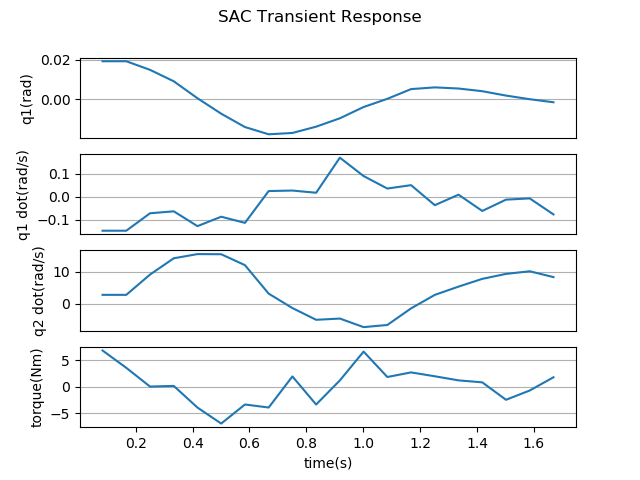 SAC Transient Response
q1(rad)
0.02
0.00
q1 dot(rad/s)
0.1
0.0
−0.1
q2 dot(rad/s)
10
0
torque(Nm)
5
0
−5
0.2 0.4 0.6 0.8 1.0 1.2 1.4 1.6
time(s)